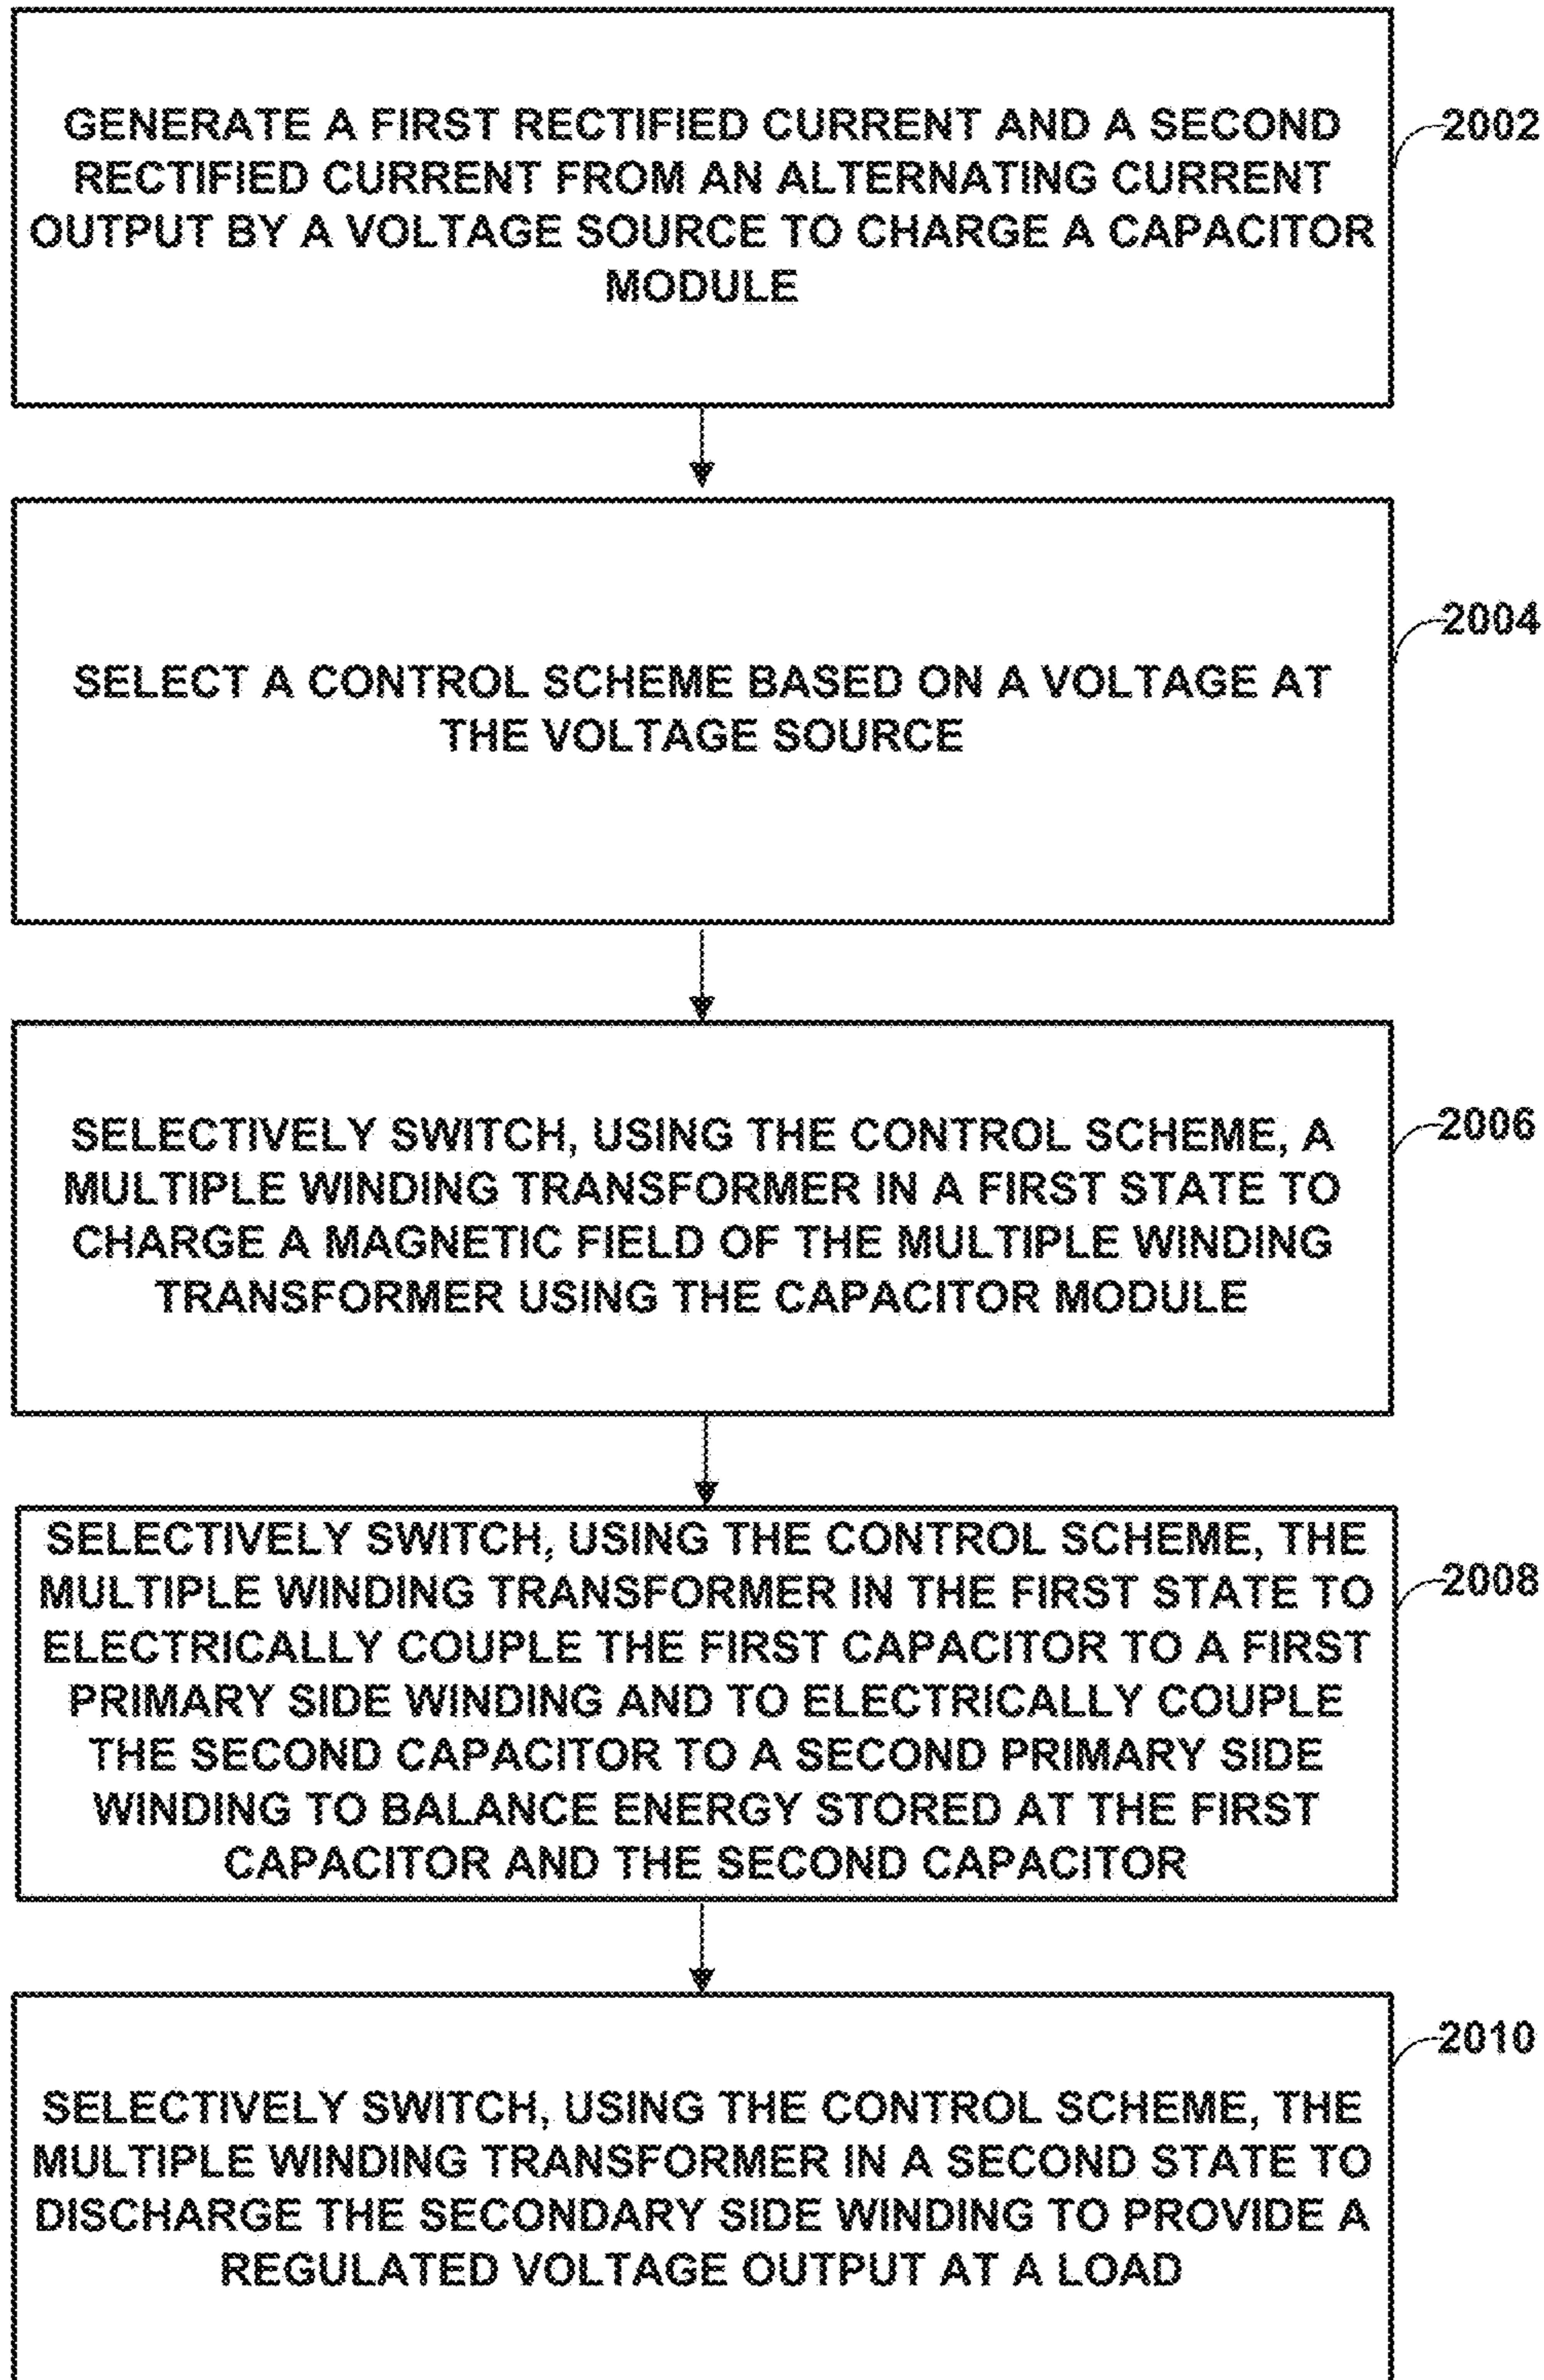 GENERATE A FIRST RECTIFIED CURRENT AND A SECOND
RECTIFIED CURRENT FROM AN ALTERNATING CURRENT
OUTPUT BY A VOLTAGE SOURCE TO CHARGE A CAPACITOR
MODULE
2002
SELECT A CONTROL SCHEME BASED ON A VOLTAGE AT
THE VOLTAGE SOURCE
2004
SELECTIVELY SWITCH, USING THE CONTROL SCHEME, A
MULTIPLE WINDING TRANSFORMER IN A FIRST STATE TO
CHARGE A MAGNETIC FIELD OF THE MULTIPLE WINDING
TRANSFORMER USING THE CAPACITOR MODULE
2006
SELECTIVELY SWITCH, USING THE CONTROL SCHEME, THE
MULTIPLE WINDING TRANSFORMER IN THE FIRST STATE TO
ELECTRICALLY COUPLE THE FIRST CAPACITOR TO A FIRST
PRIMARY SIDE WINDING AND TO ELECTRICALLY COUPLE
THE SECOND CAPACITOR TO A SECOND PRIMARY SIDE
WINDING TO BALANCE ENERGY STORED AT THE FIRST
CAPACITOR AND THE SECOND CAPACITOR
2008
SELECTIVELY SWITCH, USING THE CONTROL SCHEME, THE
MULTIPLE WINDING TRANSFORMER IN A SECOND STATE TO
DISCHARGE THE SECONDARY SIDE WINDING TO PROVIDE A
REGULATED VOLTAGE OUTPUT AT A LOAD
2010